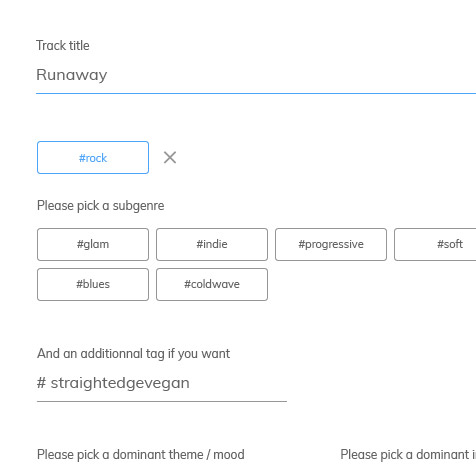 Track title
Runaway
#rock
Please pick a subgenre
#glam #indie #progressive #soft
#blues #coldwave
And an additionnal tag if you want
# straightedgevegan
Please pick a dominant theme / mood Please pick a dominant